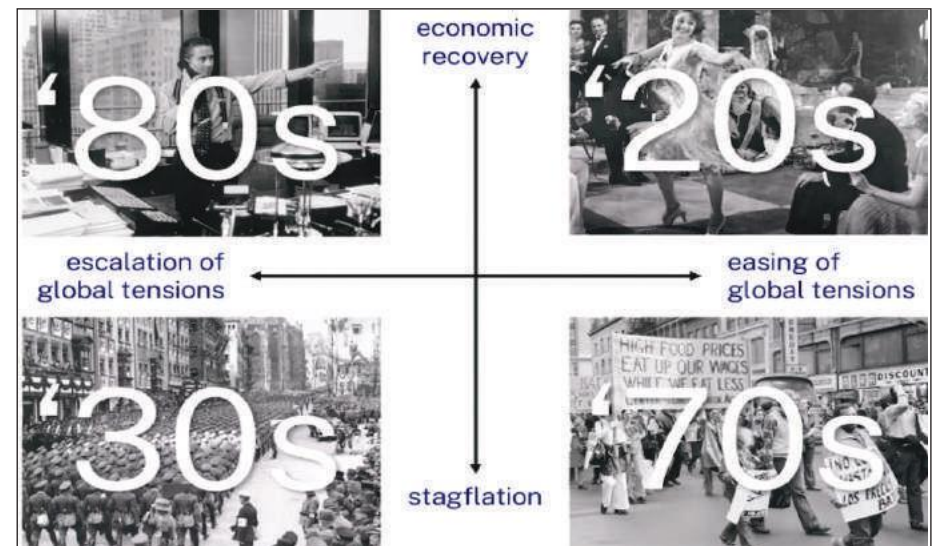 economic
recovery
‘80s
‘20s
escalation of
global tensions
easing of
global tensions
‘30s
HIGH FOOD PRICES
EAT UP OUR WAGES
WHILE WE EAT LESS
DISCOUNT
‘70s
stagflation